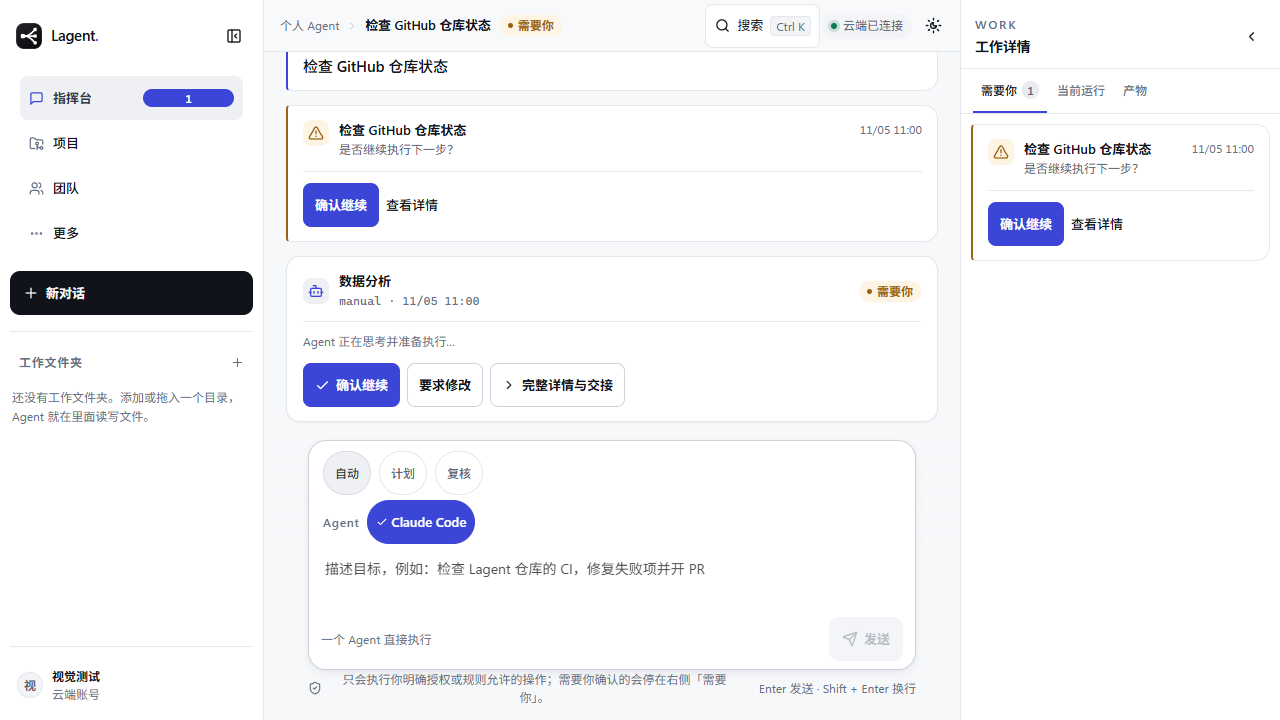 Lagent.
指挥台 1
项目
团队
更多
新对话
工作文件夹
还没有工作文件夹。添加或拖入一个目录，
Agent 就在里面读写文件。
视 视觉测试
云端账号
个人 Agent 检查 GitHub 仓库状态 需要你
搜索 Ctrl K 云端已连接
检查 GitHub 仓库状态
检查 GitHub 仓库状态 11/05 11:00
是否继续执行下一步?
确认继续 查看详情
数据分析 需要你
manual · 11/05 11:00
Agent 正在思考并准备执行...
确认继续 要求修改 完整详情与交接
自动 计划 复核
Agent Claude Code
描述目标，例如：检查 Lagent 仓库的 CI，修复失败项并开 PR
一个 Agent 直接执行 发送
只会执行你明确授权或规则允许的操作；需要你确认的会停在右侧「需要
你」。
Enter 发送 · Shift + Enter 换行
WORK
工作详情
需要你 1 当前运行 产物
检查 GitHub 仓库状态 11/05 11:00
是否继续执行下一步?
确认继续 查看详情